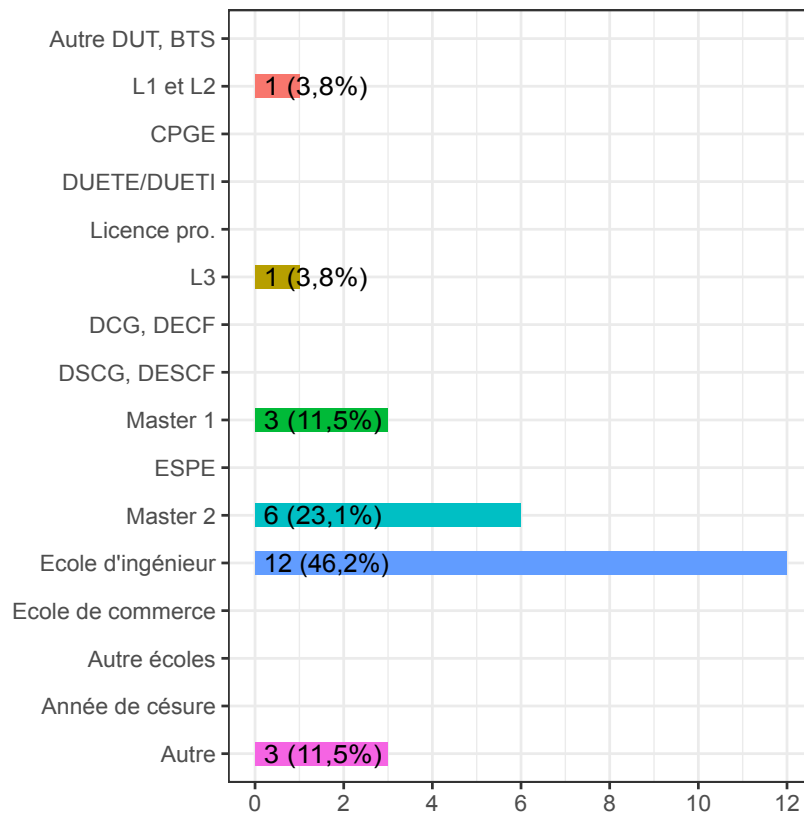 Autre DUT, BTS
L1 et L2 1 (3,8%)
CPGE
DUETE/DUETI
Licence pro.
L3 1 (3,8%)
DCG, DECF
DSCG, DESCF
Master 1 3 (11,5%)
ESPE
Master 2 6 (23,1%)
Ecole d'ingénieur 12 (46,2%)
Ecole de commerce
Autre écoles
Année de césure
Autre 3 (11,5%)
0 2 4 6 8 10 12